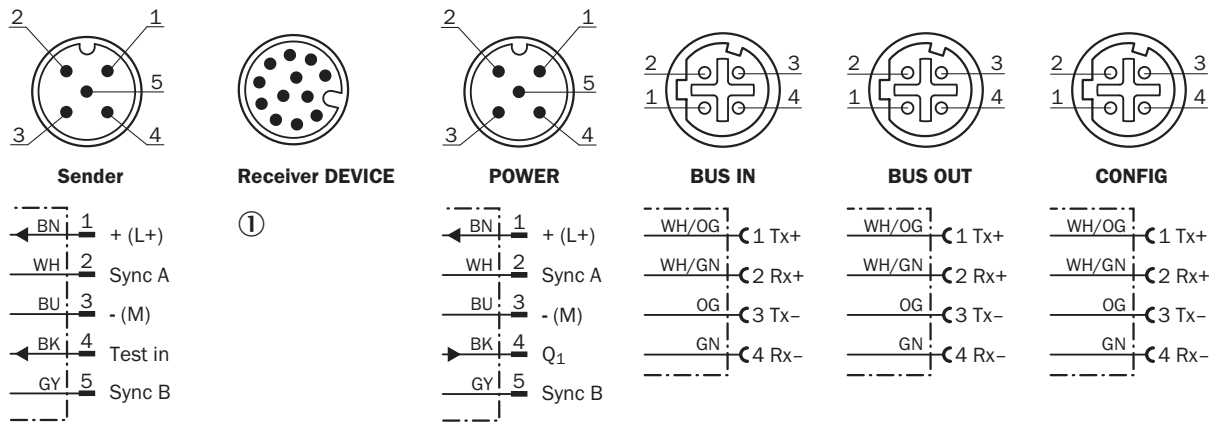 2 1
5
3 4
Sender
BN 1 + (L+)
WH 2 Sync A
BU 3 - (M)
BK 4 Test in
GY 5 Sync B
Receiver DEVICE
①
2 1
5
3 4
POWER
BN 1 + (L+)
WH 2 Sync A
BU 3 - (M)
BK 4 Q₁
GY 5 Sync B
2 3
1 4
BUS IN
WH/OG 1 Tx+
WH/GN 2 Rx+
OG 3 Tx–
GN 4 Rx–
2 3
1 4
BUS OUT
WH/OG 1 Tx+
WH/GN 2 Rx+
OG 3 Tx–
GN 4 Rx–
2 3
1 4
CONFIG
WH/OG 1 Tx+
WH/GN 2 Rx+
OG 3 Tx–
GN 4 Rx–